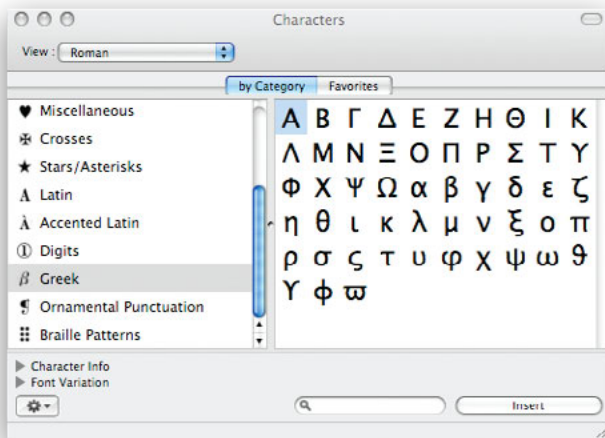 Characters
View : Roman
by Category Favorites
♥ Miscellaneous
✠ Crosses
★ Stars/Asterisks
A Latin
À Accented Latin
① Digits
β Greek
¶ Ornamental Punctuation
⠿ Braille Patterns
Α Β Γ Δ Ε Ζ Η Θ Ι Κ
Λ Μ Ν Ξ Ο Π Ρ Σ Τ Υ
Φ Χ Ψ Ω α β γ δ ε ζ
η θ ι κ λ μ ν ξ ο π
ρ σ ς τ υ φ χ ψ ω ϑ
ϒ ϕ ϖ
Character Info
Font Variation
Insert